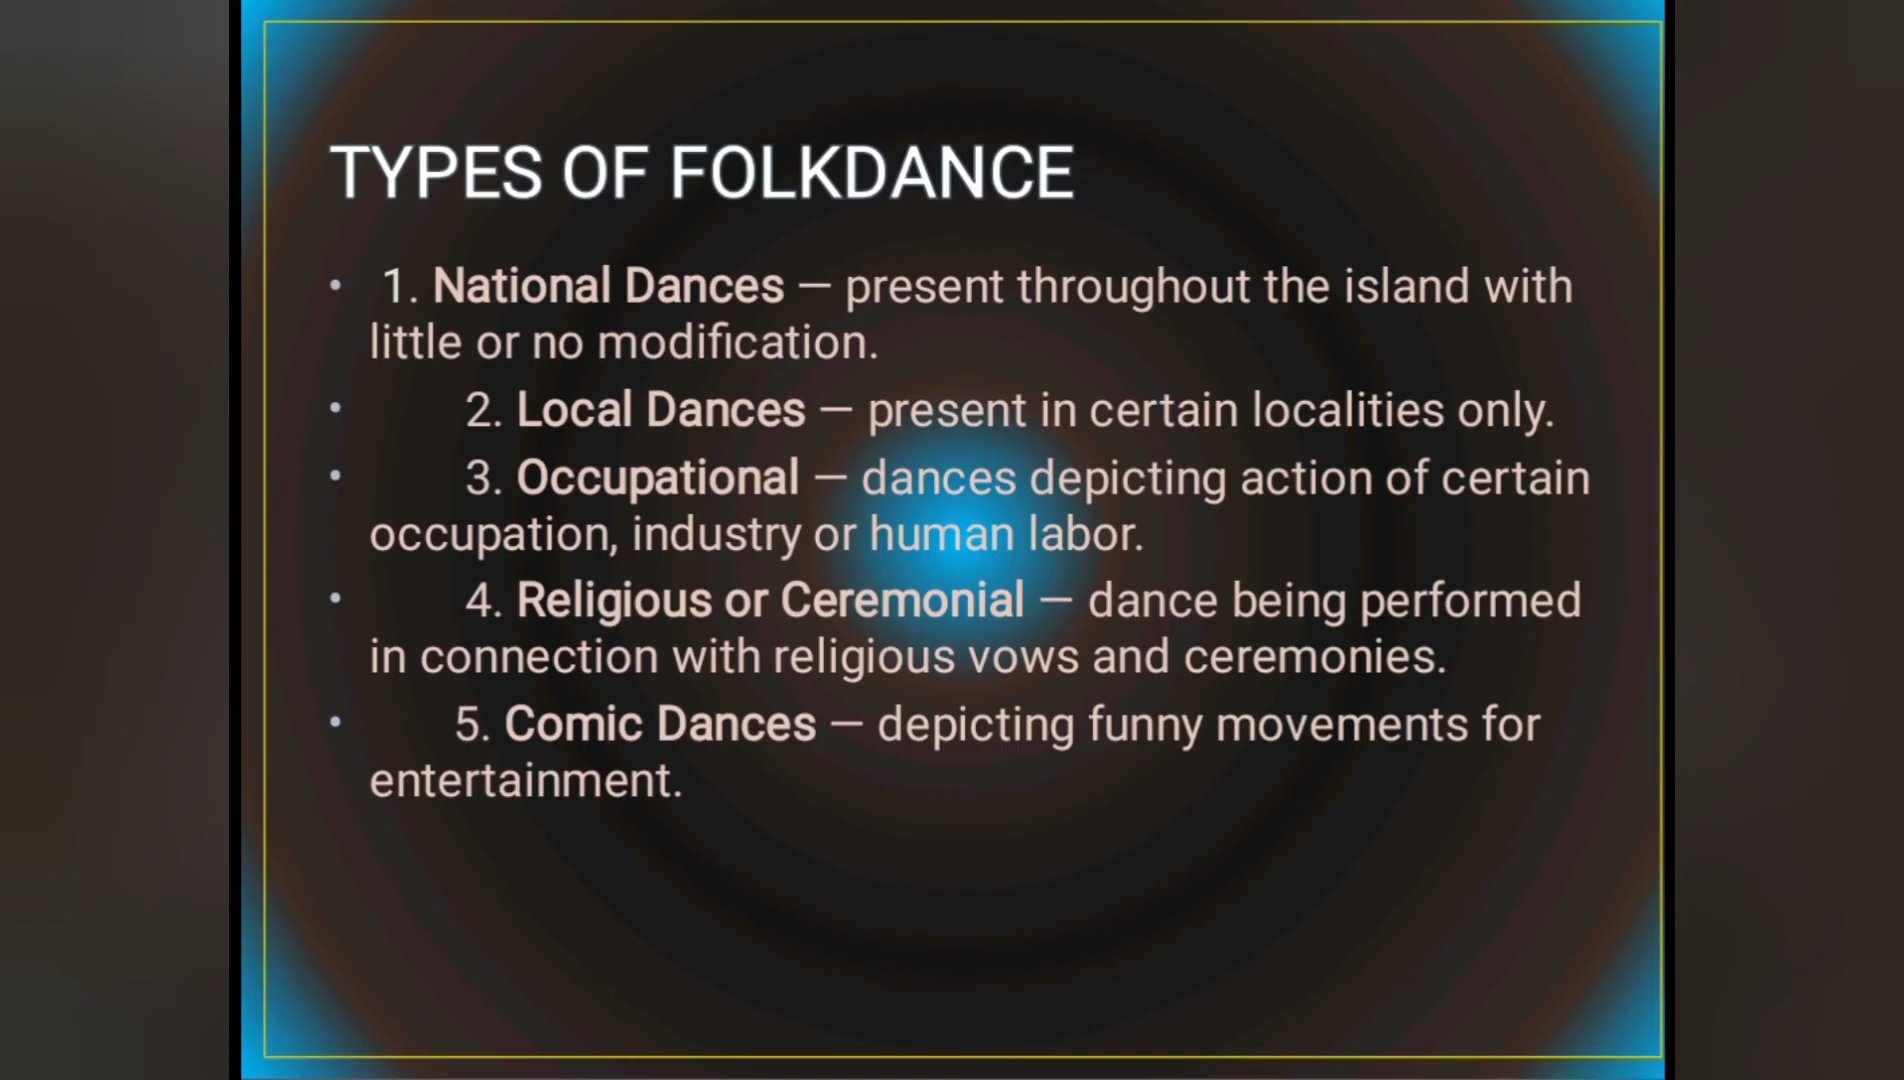 TYPES OF FOLKDANCE
• 1. National Dances – present throughout the island with
little or no modification.
• 2. Local Dances – present in certain localities only.
• 3. Occupational – dances depicting action of certain
occupation, industry or human labor.
• 4. Religious or Ceremonial – dance being performed
in connection with religious vows and ceremonies.
• 5. Comic Dances – depicting funny movements for
entertainment.